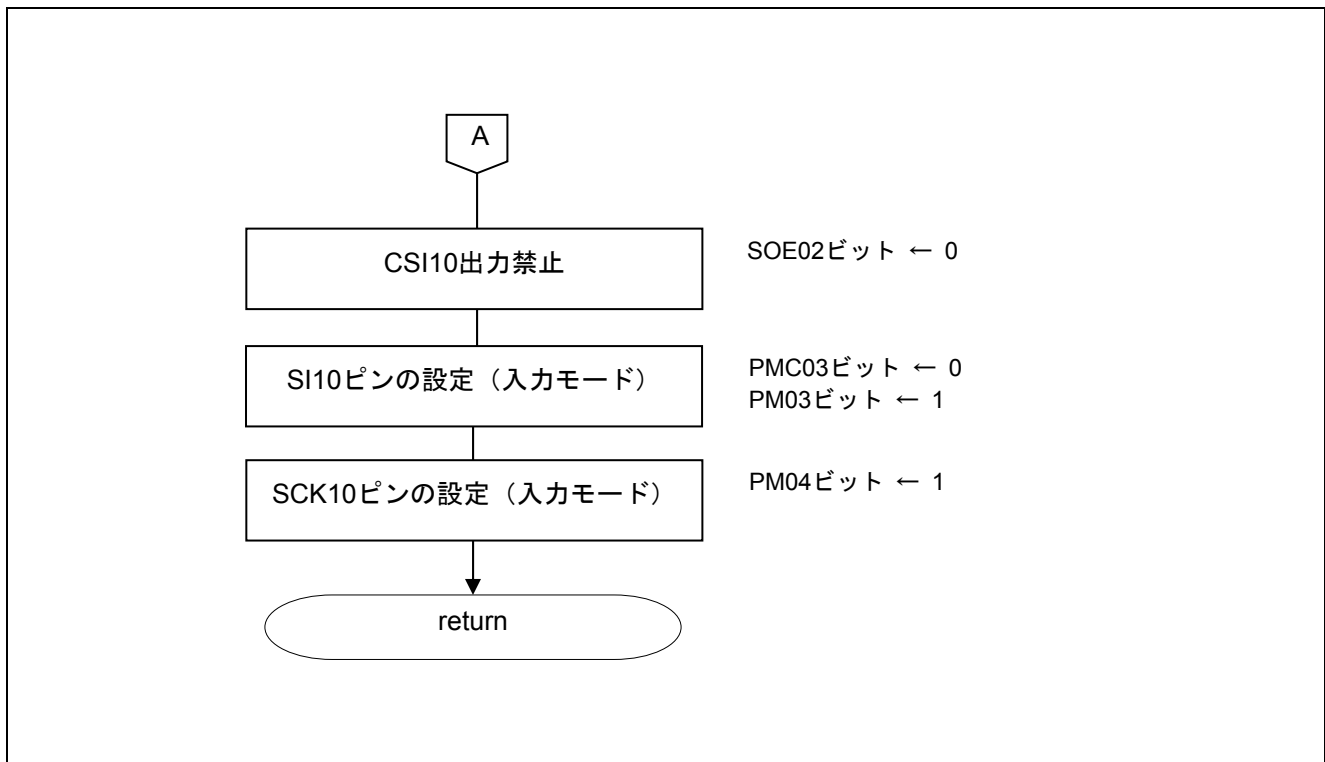 A
CSI10出力禁止
SOE02ビット ← 0
SI10ピンの設定（入力モード）
PMC03ビット ← 0
PM03ビット ← 1
SCK10ピンの設定（入力モード）
PM04ビット ← 1
return